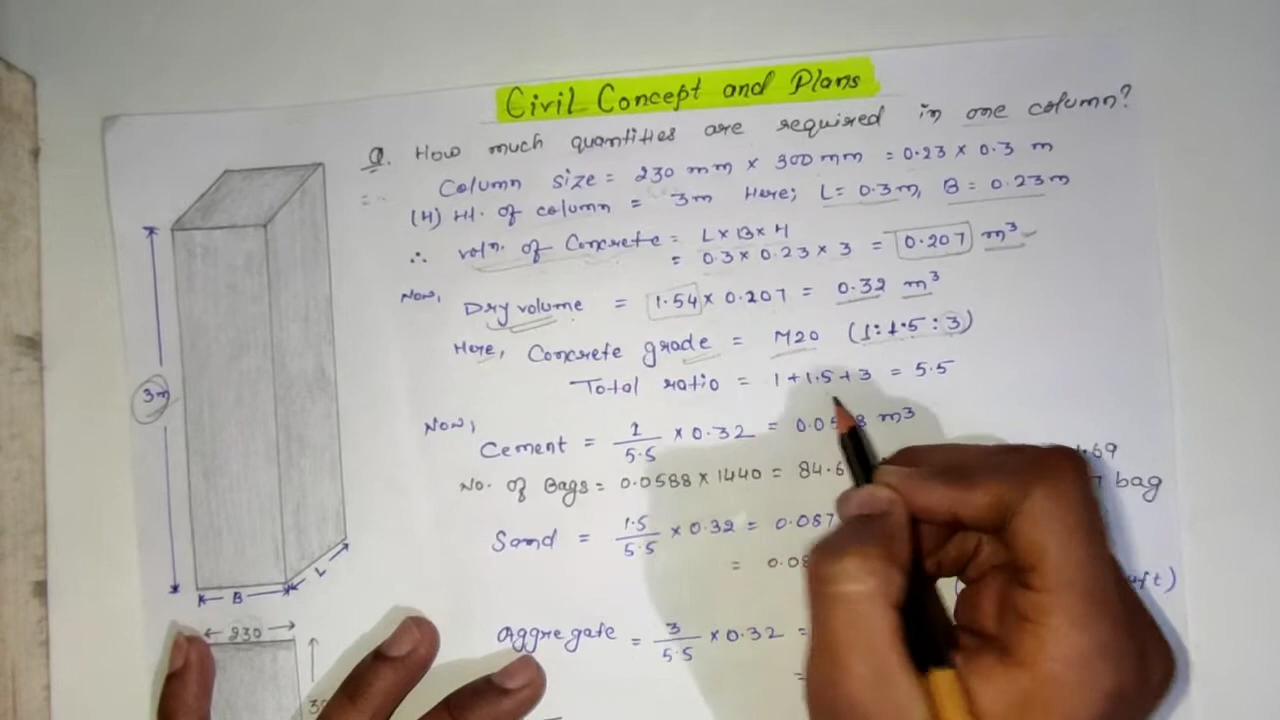 Civil Concept and Plans
Q. How much quantities are required in one column?
Column size = 230 mm × 300 mm = 0.23 × 0.3 m
(H) Ht. of column = 3m Here; L = 0.3m, B = 0.23m
∴ voln. of Concrete = L×B×H
= 0.3 × 0.23 × 3 = 0.207 m³
Now,
Dry volume = 1.54 × 0.207 = 0.32 m³
Here, Concrete grade = M20 (1:1.5:3)
Total ratio = 1+1.5+3 = 5.5
Now,
Cement = 1/5.5 × 0.32 = 0.058 m³
No. of Bags = 0.0588 × 1440 = 84.6
.69
bag
Sand = 1.5/5.5 × 0.32 = 0.087
= 0.08
Aggregate = 3/5.5 × 0.32 =
=
3m
B
L
230